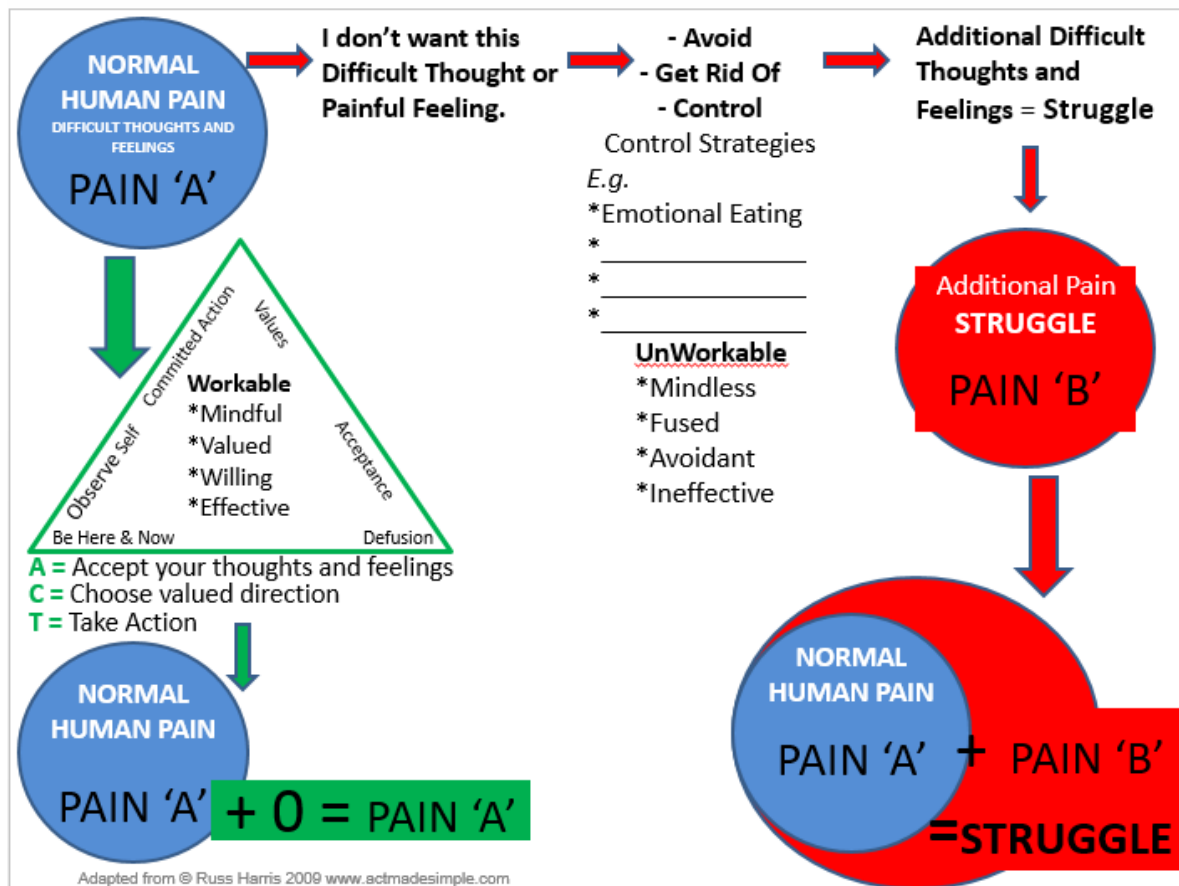 NORMAL
HUMAN PAIN
DIFFICULT THOUGHTS AND
FEELINGS
PAIN ‘A’
I don’t want this
Difficult Thought or
Painful Feeling.
- Avoid
- Get Rid Of
- Control
Control Strategies
E.g.
*Emotional Eating
*_______________
*_______________
*_______________
UnWorkable
*Mindless
*Fused
*Avoidant
*Ineffective
Additional Difficult
Thoughts and
Feelings = Struggle
Additional Pain
STRUGGLE
PAIN ‘B’
Committed Action
Values
Observe Self
Acceptance
Workable
*Mindful
*Valued
*Willing
*Effective
Be Here & Now
Defusion
A = Accept your thoughts and feelings
C = Choose valued direction
T = Take Action
NORMAL
HUMAN PAIN
PAIN ‘A’ + 0 = PAIN ‘A’
NORMAL
HUMAN PAIN
PAIN ‘A’ + PAIN ‘B’
=STRUGGLE
Adapted from © Russ Harris 2009 www.actmadesimple.com